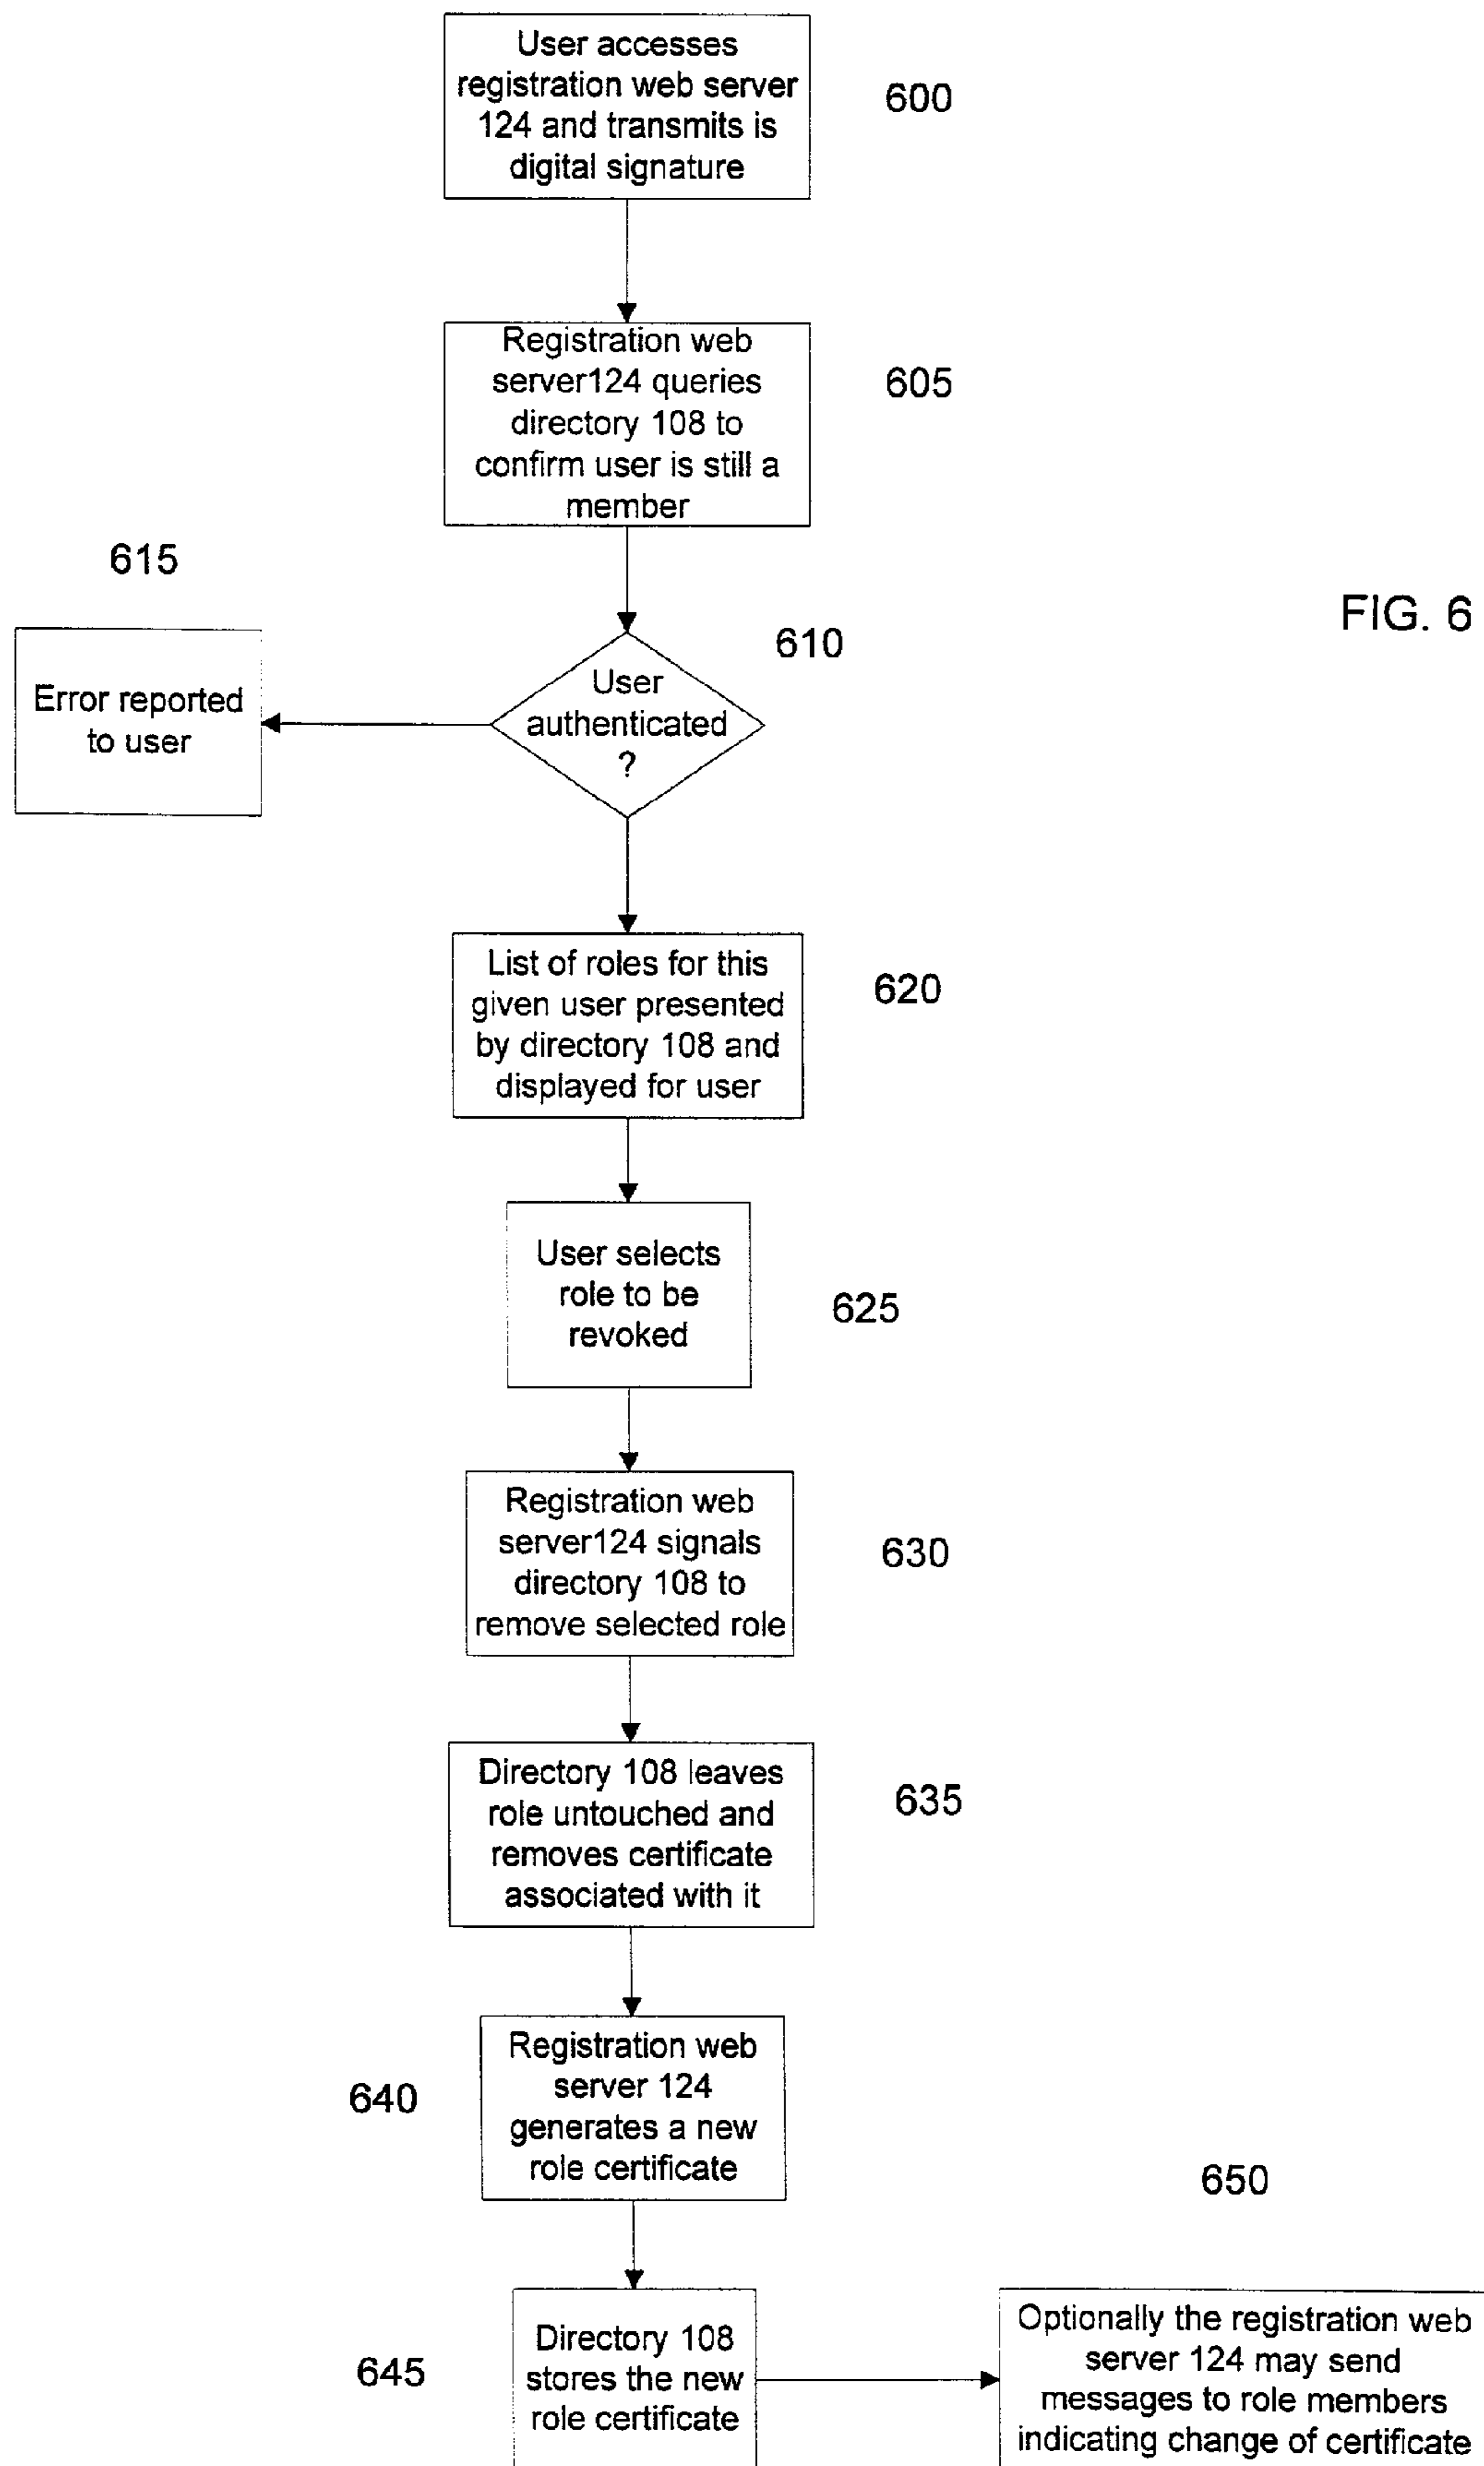 User accesses
registration web server
124 and transmits is
digital signature
600
Registration web
server124 queries
directory 108 to
confirm user is still a
member
605
615
FIG. 6
610
User
authenticated
?
Error reported
to user
List of roles for this
given user presented
by directory 108 and
displayed for user
620
User selects
role to be
revoked
625
Registration web
server124 signals
directory 108 to
remove selected role
630
Directory 108 leaves
role untouched and
removes certificate
associated with it
635
Registration web
server 124
generates a new
role certificate
640
650
Directory 108
stores the new
role certificate
645
Optionally the registration web
server 124 may send
messages to role members
indicating change of certificate